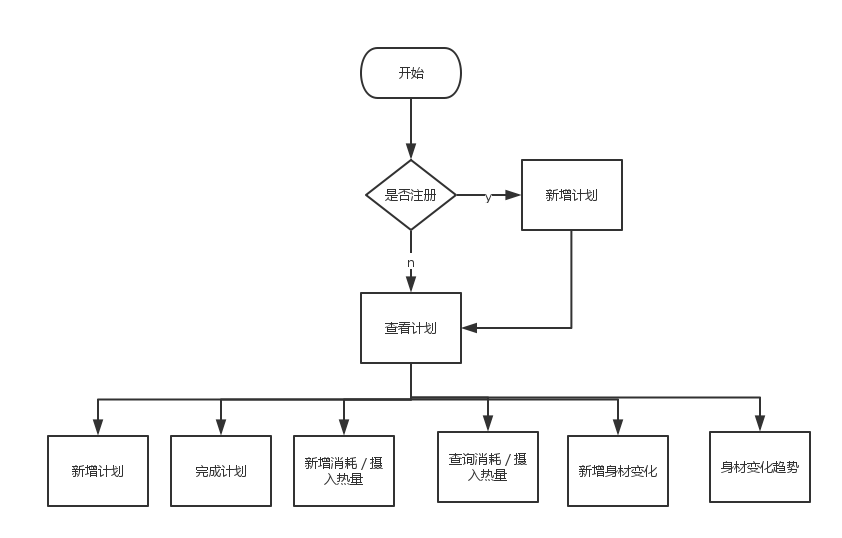 开始
是否注册
y
新增计划
n
查看计划
新增计划
完成计划
新增消耗 / 摄
入热量
查询消耗 / 摄
入热量
新增身材变化
身材变化趋势